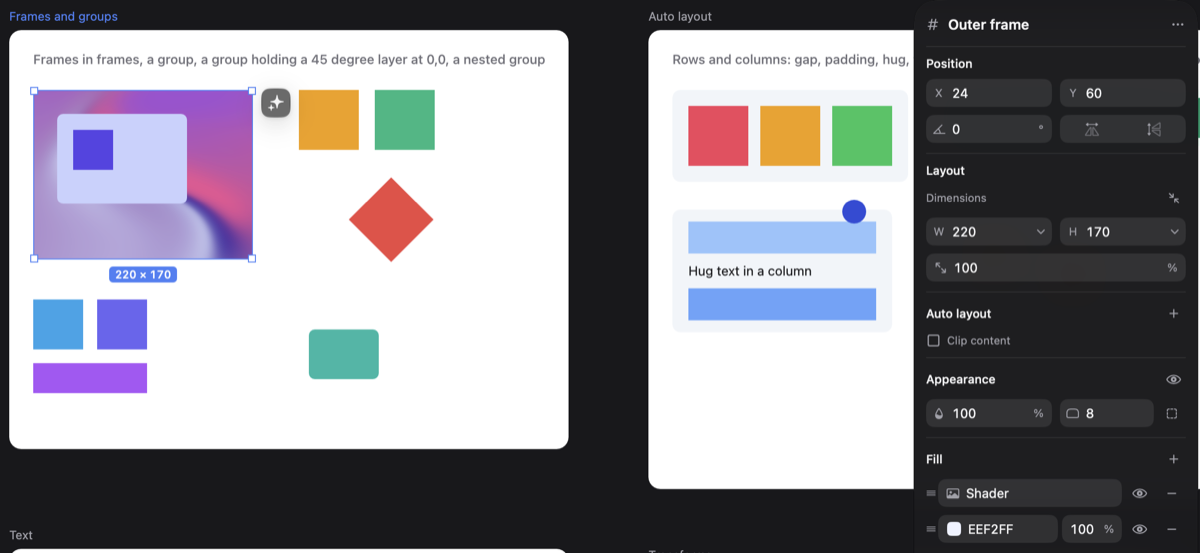 Frames and groups
Frames in frames, a group, a group holding a 45 degree layer at 0,0, a nested group
220 × 170
Text
Auto layout
Rows and columns: gap, padding, hug,
Hug text in a column
Outer frame
Position
X 24
Y 60
0 °
Layout
Dimensions
W 220
H 170
100 %
Auto layout
Clip content
Appearance
100 %
8
Fill
Shader
EEF2FF
100 %